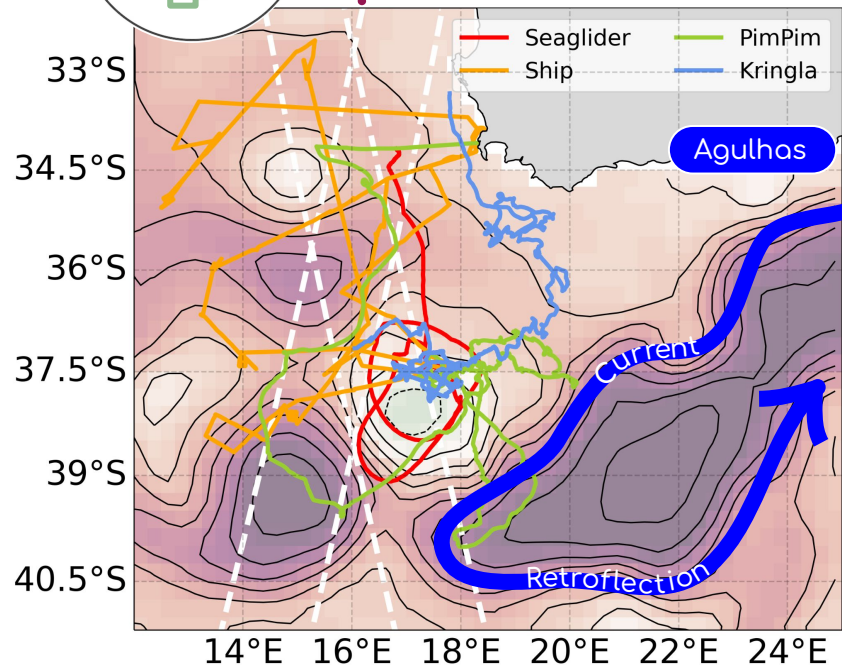 Seaglider
PimPim
Ship
Kringla
33°S
34.5°S
36°S
37.5°S
39°S
40.5°S
Agulhas
Current
Retroflection
14°E
16°E
18°E
20°E
22°E
24°E